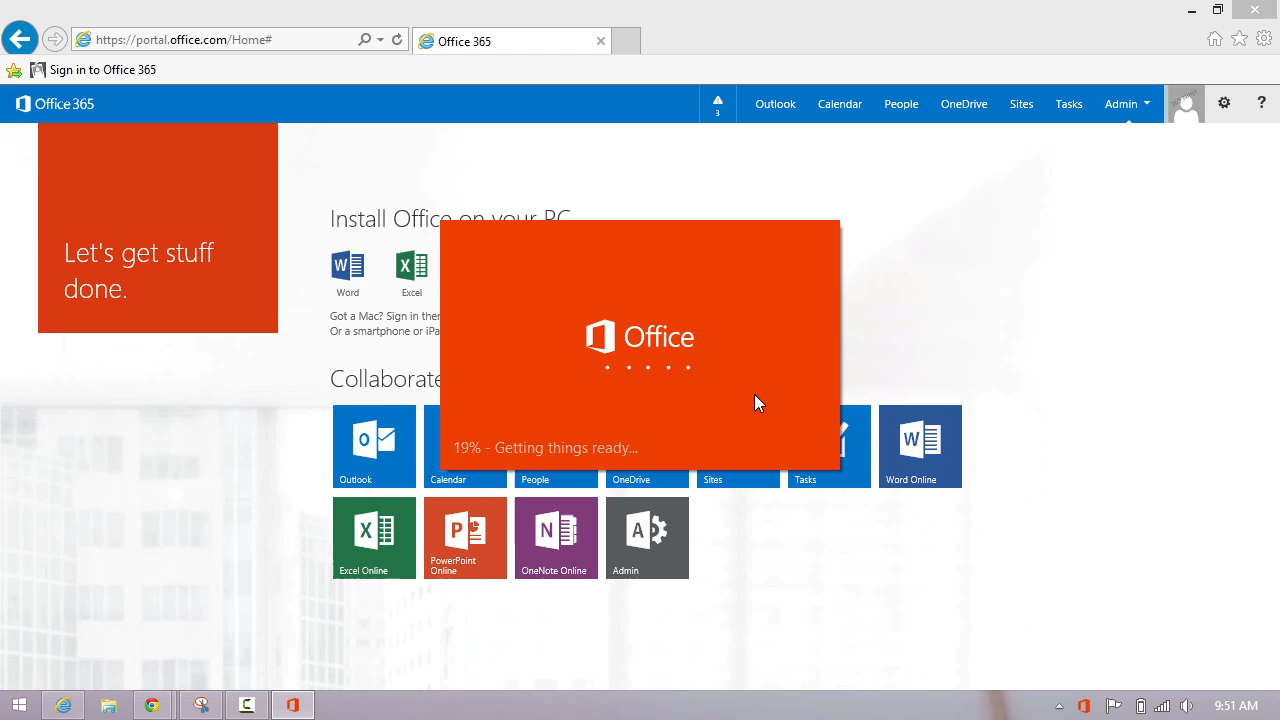 https://portal.office.com/Home#
Office 365
Sign in to Office 365
Office 365
3
Outlook
Calendar
People
OneDrive
Sites
Tasks
Admin
?
Let's get stuff
done.
Install Office on your PC
W
Word
X
Excel
Got a Mac? Sign in
Or a smartphone or
Office
19% - Getting things ready...
Collaborate
O
Outlook
Calendar
People
OneDrive
Sites
Tasks
W
Word Online
X
Excel Online
P
PowerPoint
Online
N
OneNote Online
A
Admin
9:51 AM